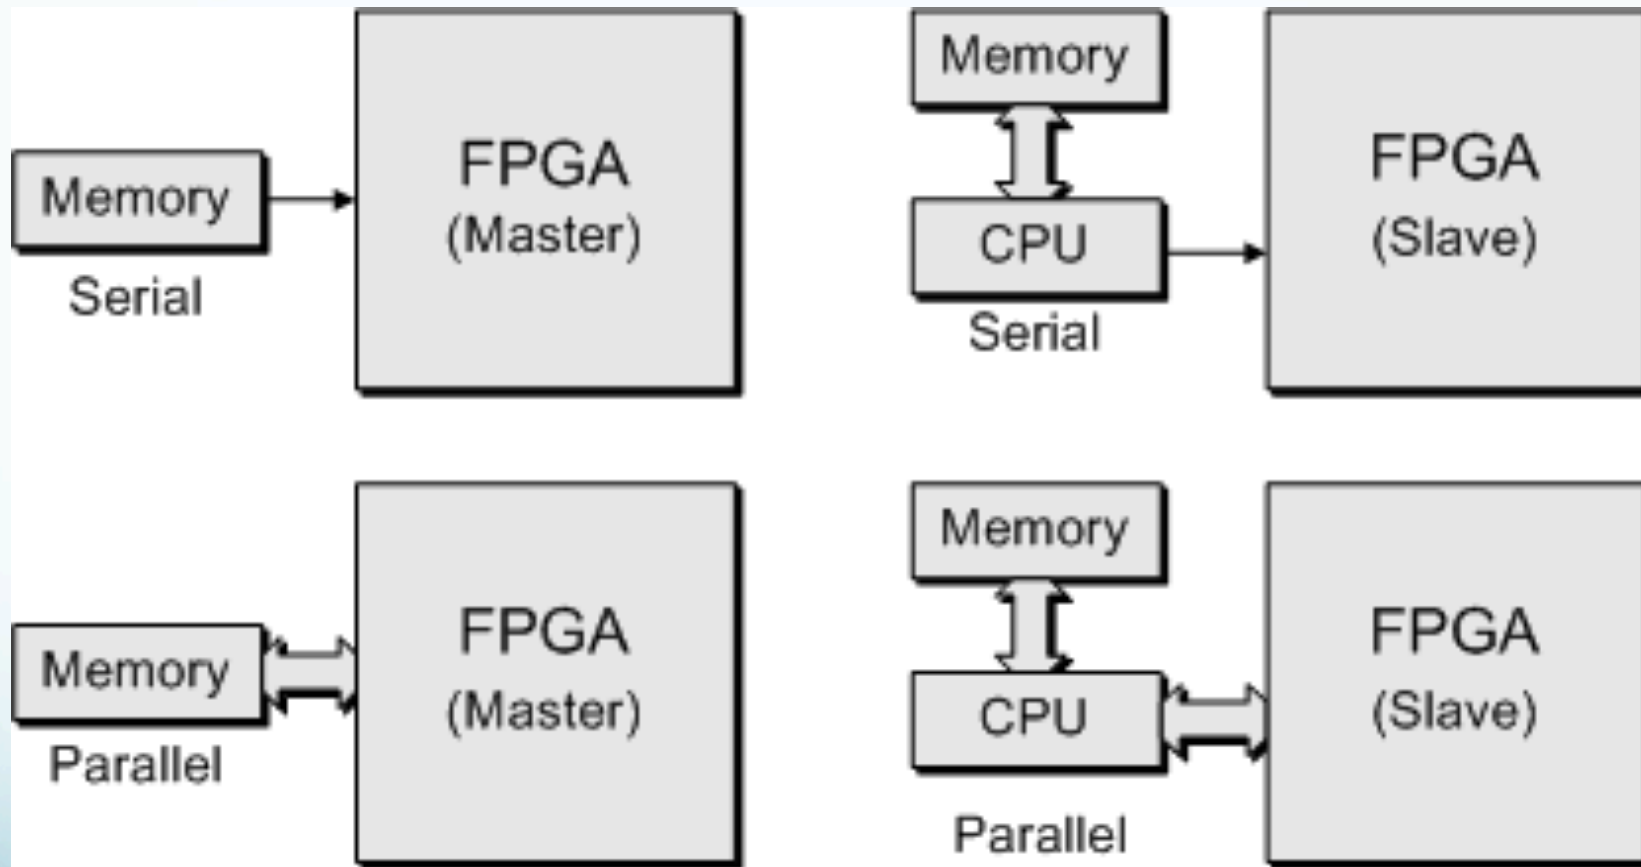 Memory
Serial
FPGA
(Master)
Memory
CPU
Serial
FPGA
(Slave)
Memory
Parallel
FPGA
(Master)
Memory
CPU
Parallel
FPGA
(Slave)